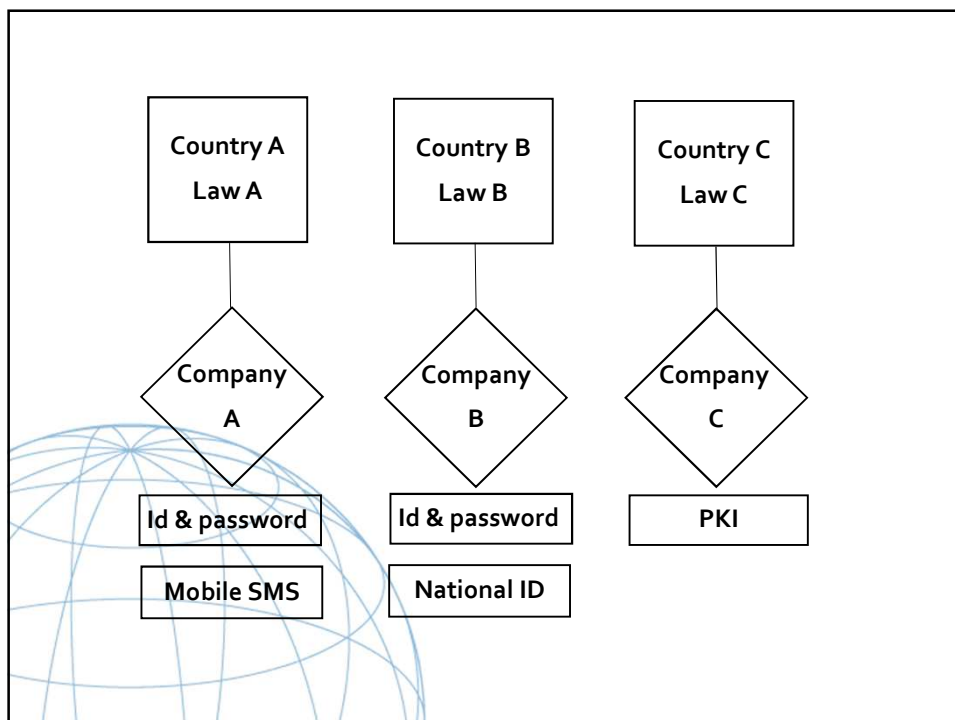 Country A
Law A
Country B
Law B
Country C
Law C
Company
A
Company
B
Company
C
Id & password
Id & password
PKI
Mobile SMS
National ID